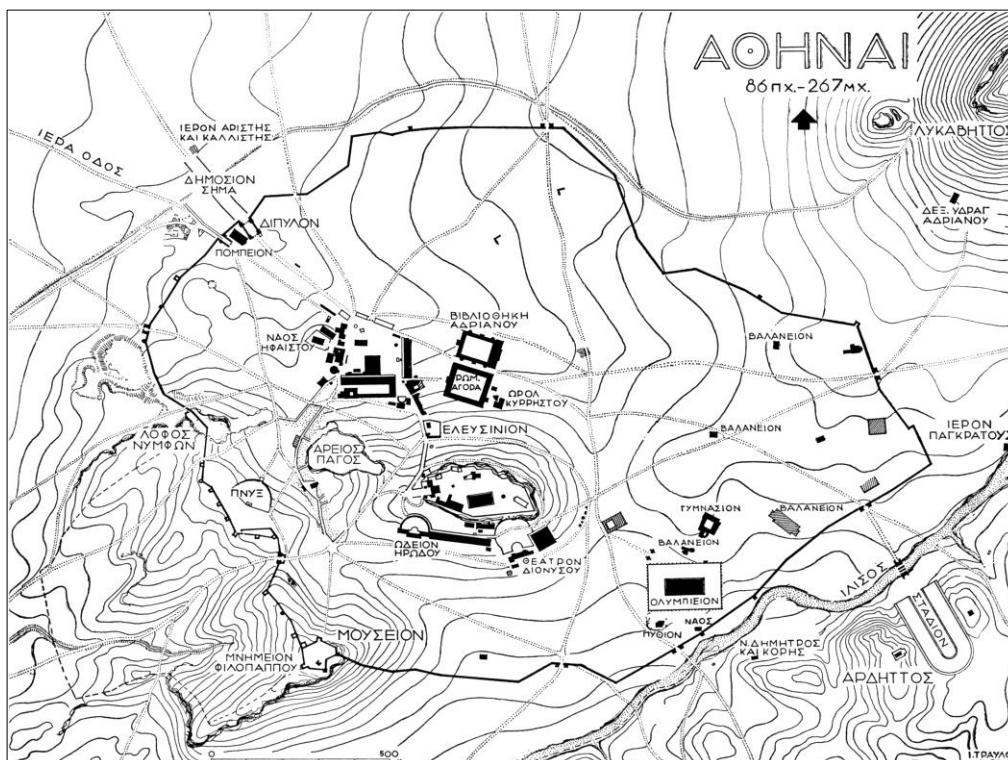 ΑΘΗΝΑΙ
86 π.χ.-267 μ.χ.
ΛΥΚΑΒΗΤΤΟΣ
ΙΕΡΟΝ ΑΡΙΣΤΗΣ
ΚΑΙ ΚΑΛΛΙΣΤΗΣ
ΙΕΡΑ ΟΔΟΣ
ΔΗΜΟΣΙΟΝ
ΣΗΜΑ
ΔΙΠΥΛΟΝ
ΠΟΜΠΕΙΟΝ
ΔΕΞ. ΥΔΡΑΓ
ΑΔΡΙΑΝΟΥ
ΒΙΒΛΙΟΘΗΚΗ
ΑΔΡΙΑΝΟΥ
ΝΑΟΣ
ΗΦΑΙΣΤΟΥ
ΒΑΛΑΝΕΙΟΝ
ΡΩΜ.
ΑΓΟΡΑ
ΩΡΟΛ
ΚΥΡΡΗΣΤΟΥ
ΕΛΕΥΣΙΝΙΟΝ
ΒΑΛΑΝΕΙΟΝ
ΙΕΡΟΝ
ΠΑΓΚΡΑΤΟΥΣ
ΛΟΦΟΣ
ΝΥΜΦΩΝ
ΑΡΕΙΟΣ
ΠΑΓΟΣ
ΠΝΥΞ
ΓΥΜΝΑΣΙΟΝ
ΒΑΛΑΝΕΙΟΝ
ΩΔΕΙΟΝ
ΗΡΩΔΟΥ
ΒΑΛΑΝΕΙΟΝ
ΘΕΑΤΡΟΝ
ΔΙΟΝΥΣΟΥ
ΙΛΙΣΟΣ
ΟΛΥΜΠΙΕΙΟΝ
ΣΤΑΔΙΟΝ
ΝΑΟΣ
ΠΥΘΙΟΝ
ΜΟΥΣΕΙΟΝ
ΜΝΗΜΕΙΟΝ
ΦΙΛΟΠΑΠΠΟΥ
Ν. ΔΗΜΗΤΡΟΣ
ΚΑΙ ΚΟΡΗΣ
ΑΡΔΗΤΤΟΣ
0 500
Ι. ΤΡΑΥΛΟΣ